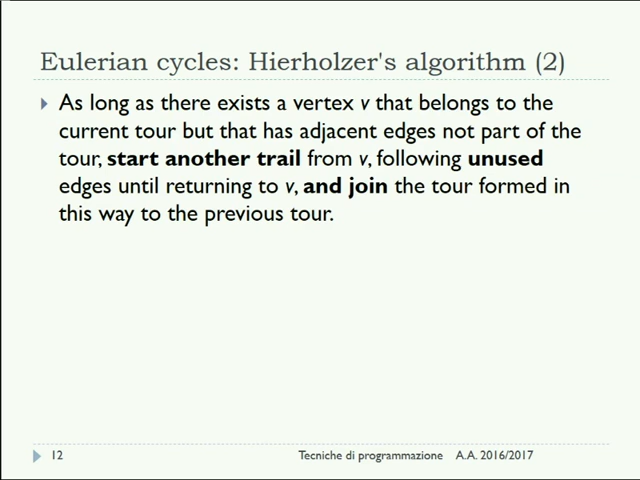 Eulerian cycles: Hierholzer's algorithm (2)
As long as there exists a vertex v that belongs to the
current tour but that has adjacent edges not part of the
tour, start another trail from v, following unused
edges until returning to v, and join the tour formed in
this way to the previous tour.
12 Tecniche di programmazione A.A. 2016/2017